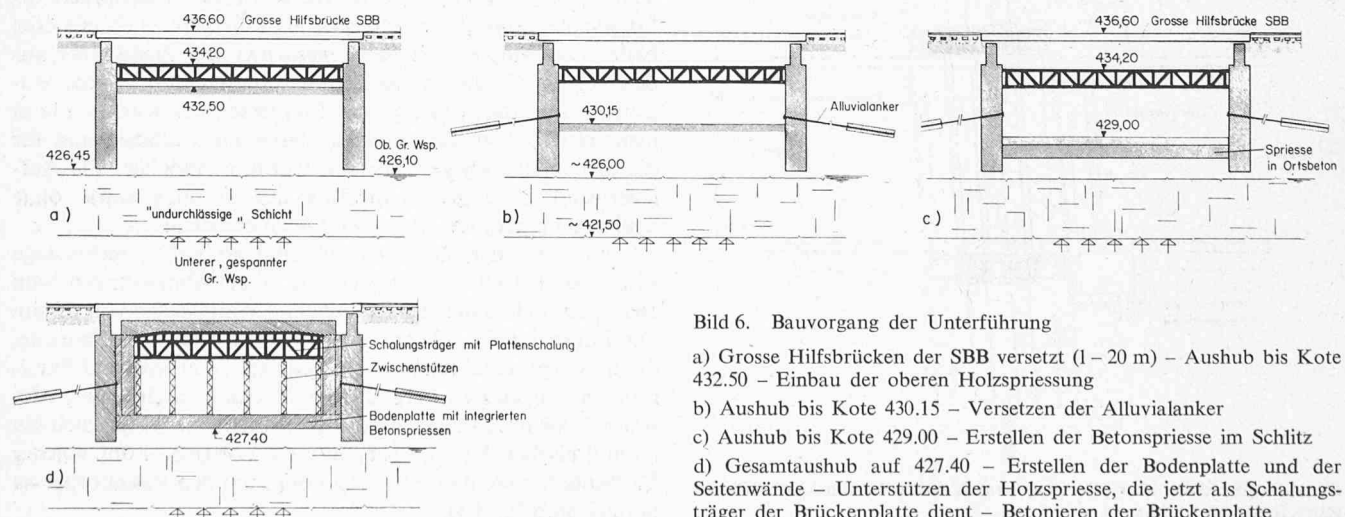 436,60 Grosse Hilfsbrücke SBB
434,20
432,50
426,45
Ob. Gr. Wsp.
426,10
a)
"undurchlässige„ Schicht
Unterer, gespannter
Gr. Wsp.
430,15
Alluvialanker
~426,00
b)
~421,50
436,60 Grosse Hilfsbrücke SBB
434,20
429,00
Spriesse
in Ortsbeton
c)
Schalungsträger mit Plattenschalung
Zwischenstützen
Bodenplatte mit integrierten
Betonspriessen
427,40
d)
Bild 6. Bauvorgang der Unterführung
a) Grosse Hilfsbrücken der SBB versetzt (1–20 m) – Aushub bis Kote
432.50 – Einbau der oberen Holzspriessung
b) Aushub bis Kote 430.15 – Versetzen der Alluvialanker
c) Aushub bis Kote 429.00 – Erstellen der Betonspriesse im Schlitz
d) Gesamtaushub auf 427.40 – Erstellen der Bodenplatte und der
Seitenwände – Unterstützen der Holzspriesse, die jetzt als Schalungs-
träger der Brückenplatte dient – Betonieren der Brückenplatte